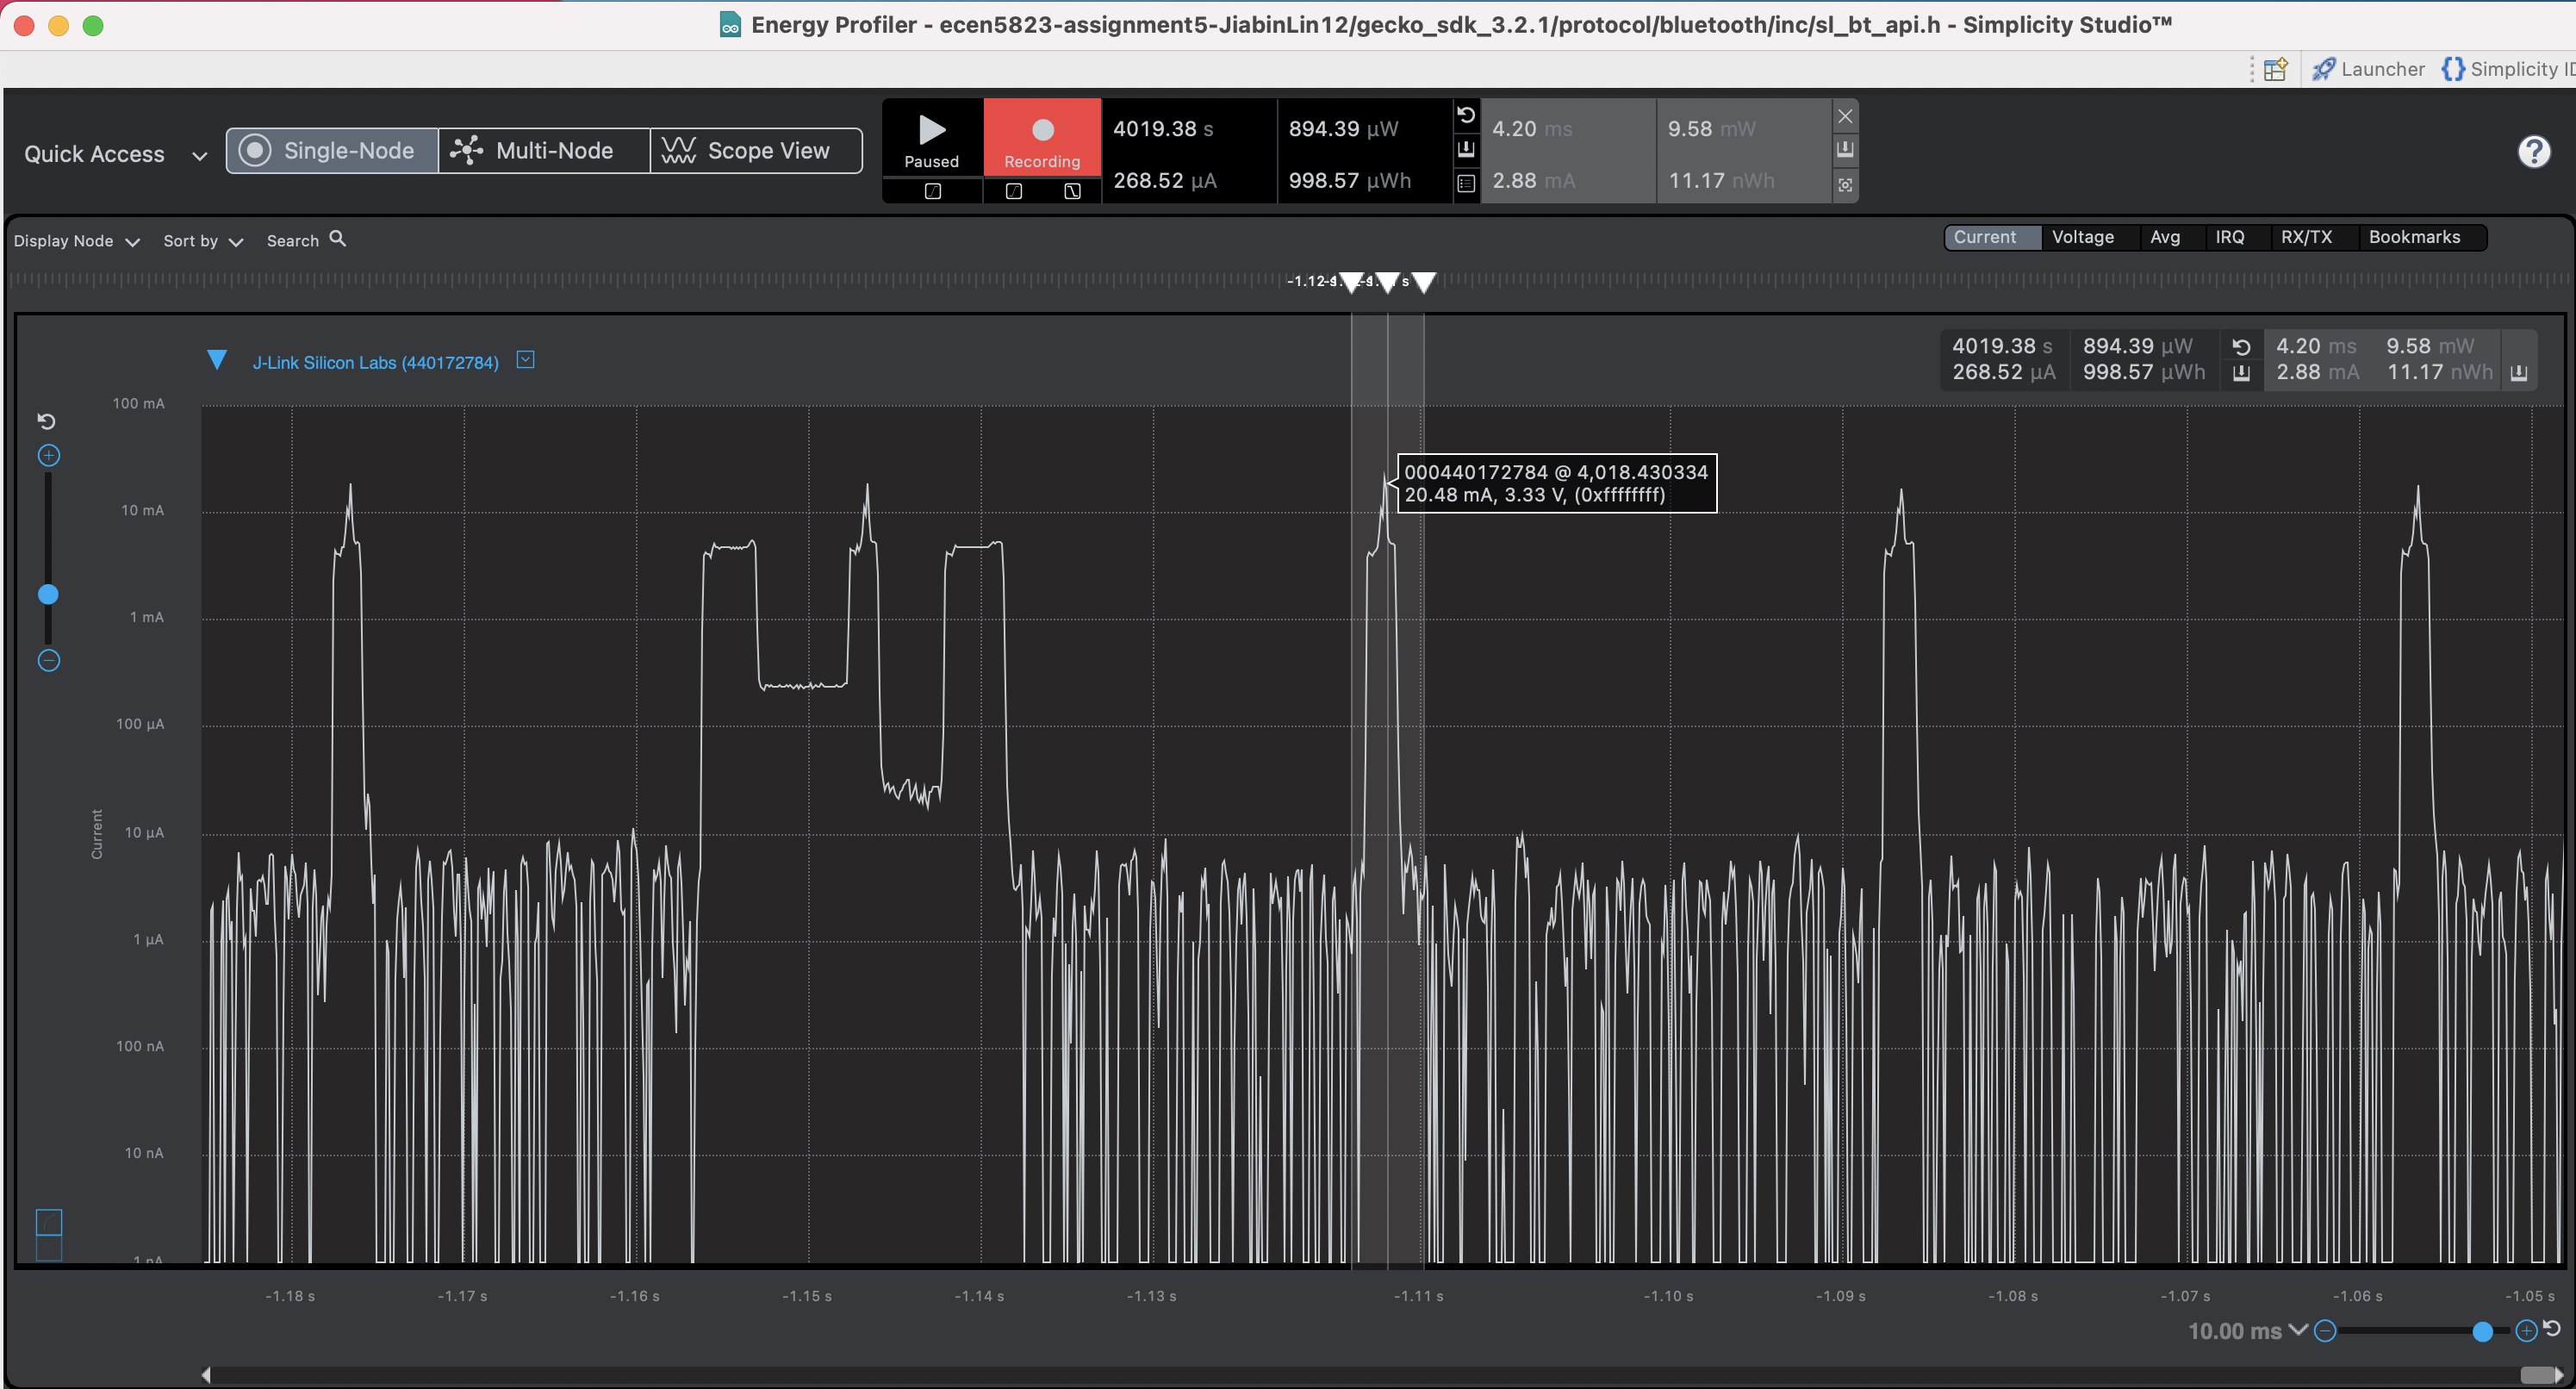 Energy Profiler - ecen5823-assignment5-JiabinLin12/gecko_sdk_3.2.1/protocol/bluetooth/inc/sl_bt_api.h - Simplicity Studio™
Launcher {} Simplicity
Quick Access Single-Node Multi-Node Scope View
Paused Recording
4019.38 s 894.39 µW 4.20 ms 9.58 mW
268.52 µA 998.57 µWh 2.88 mA 11.17 nWh
?
Display Node Sort by Search
Current Voltage Avg IRQ RX/TX Bookmarks
-1.12
J-Link Silicon Labs (440172784)
4019.38 s 894.39 µW 4.20 ms 9.58 mW
268.52 µA 998.57 µWh 2.88 mA 11.17 nWh
100 mA
000440172784 @ 4,018.430334
20.48 mA, 3.33 V, (0xffffffff)
10 mA
1 mA
100 µA
10 µA
Current
1 µA
100 nA
10 nA
1 nA
-1.18 s -1.17 s -1.16 s -1.15 s -1.14 s -1.13 s -1.11 s -1.10 s -1.09 s -1.08 s -1.07 s -1.06 s -1.05 s
10.00 ms